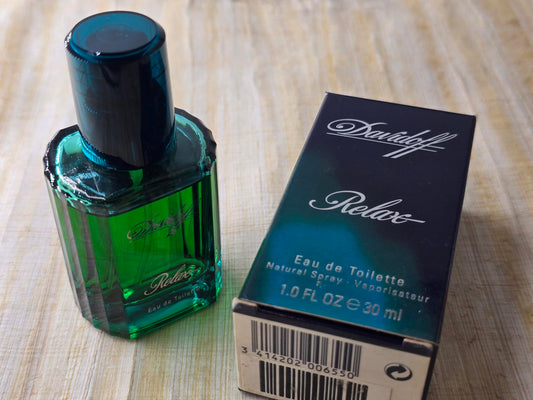 Davidoff
Relax
Eau de Toilette
Davidoff
Relax
Eau de Toilette
Natural Spray · Vaporisateur
1.0 FL OZ ℮ 30 ml
3 414202 006550